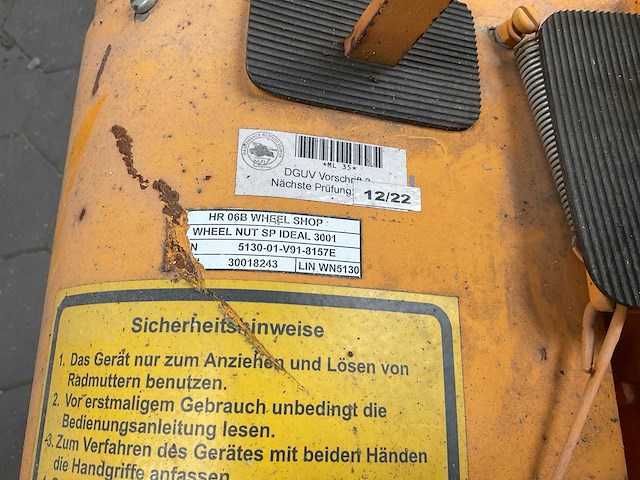 *ML 35*
DGUV Vorschrift
Nächste Prüfung: 12/22
HR 06B WHEEL SHOP
WHEEL NUT SP IDEAL 3001
N 5130-01-V91-8157E
30018243 LIN WN5130
Sicherheitshinweise
1. Das Gerät nur zum Anziehen und Lösen von
Radmuttern benutzen.
2. Vor erstmaligem Gebrauch unbedingt die
Bedienungsanleitung lesen.
3. Zum Verfahren des Gerätes mit beiden Händen
die Handgriffe anfassen